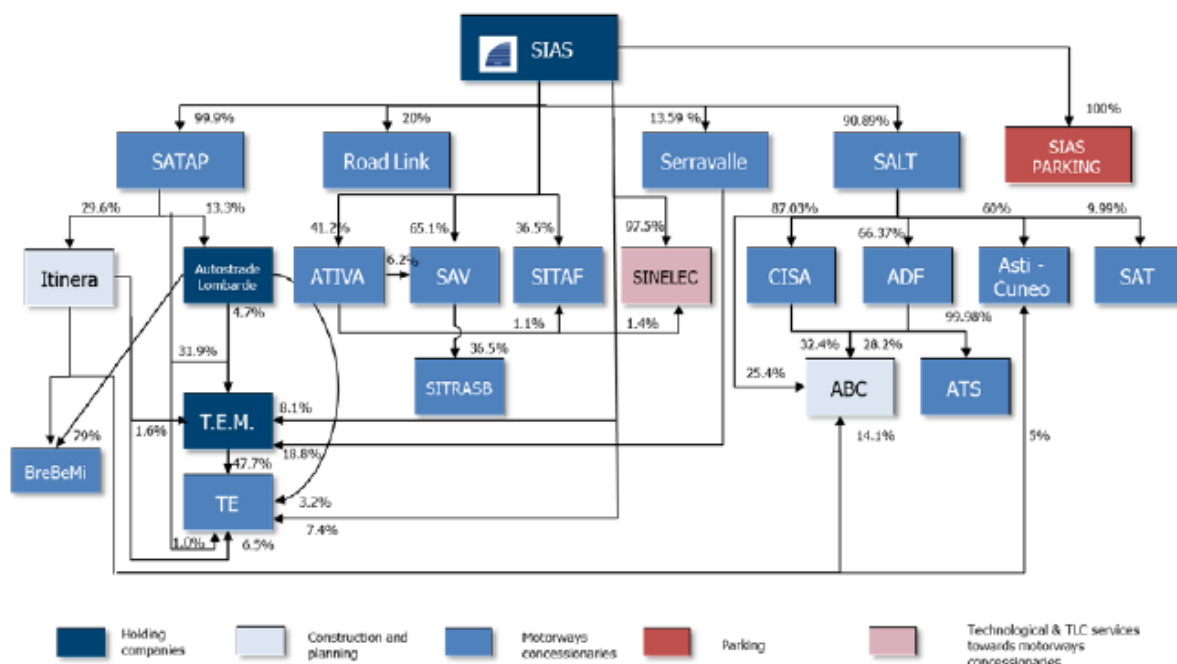 SIAS
99.9%
20%
13.59 %
90.89%
100%
SATAP
Road Link
Serravalle
SALT
SIAS
PARKING
29.6%
13.3%
41.2%
65.1%
36.5%
97.5%
87.03%
66.37%
60%
9.99%
Itinera
Autostrade
Lombarde
ATIVA
6.2%
SAV
SITAF
SINELEC
CISA
ADF
Asti -
Cuneo
SAT
4.7%
1.1%
1.4%
99.98%
31.9%
36.5%
32.4%
28.2%
25.4%
SITRASB
ABC
ATS
T.E.M.
8.1%
1.6%
79%
18.8%
14.1%
5%
BreBeMi
47.7%
TE
3.2%
7.4%
1.0%
6.5%
Holding
companies
Construction and
planning
Motorways
concessionaries
Parking
Technological & TLC services
towards motorways
concessionaries